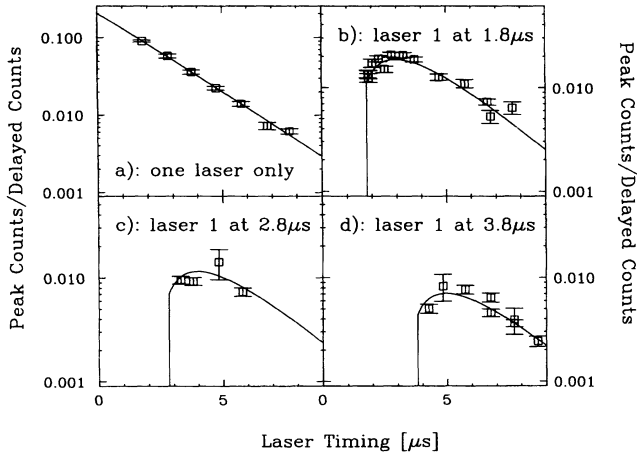 Peak Counts/Delayed Counts
0.100
0.010
0.001
a): one laser only
b): laser 1 at 1.8μs
0.010
0.001
Peak Counts/Delayed Counts
c): laser 1 at 2.8μs
0.010
0.001
d): laser 1 at 3.8μs
0.010
0.001
0 5 0 5
Laser Timing [μs]